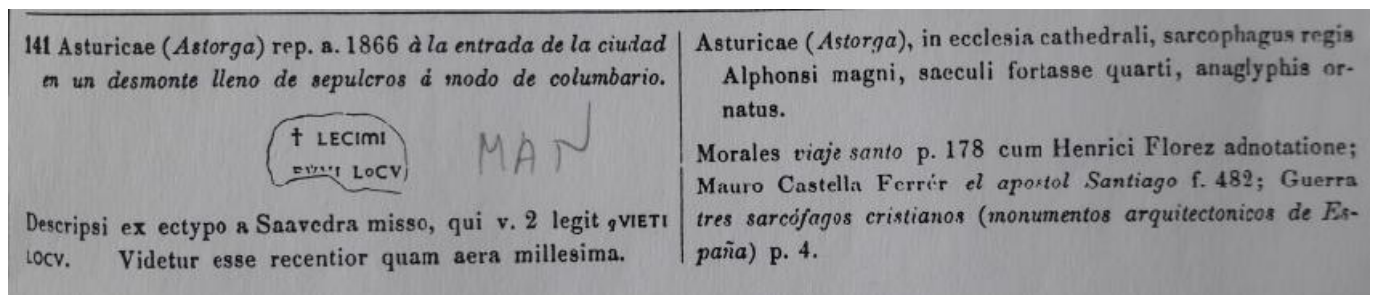 141 Asturicae (Astorga) rep. a. 1866 à la entrada de la ciudad
en un desmonte lleno de sepulcros á modo de columbario.
† LECIMI
LOCV
MAN
Descripsi ex ectypo a Saavedra misso, qui v. 2 legit qVIETI
LOCV. Videtur esse recentior quam aera millesima.
Asturicae (Astorga), in ecclesia cathedrali, sarcophagus regis
Alphonsi magni, saeculi fortasse quarti, anaglyphis or-
natus.
Morales viaje santo p. 178 cum Henrici Florez adnotatione;
Mauro Castella Ferrér el apostol Santiago f. 482; Guerra
tres sarcófagos cristianos (monumentos arquitectonicos de Es-
paña) p. 4.